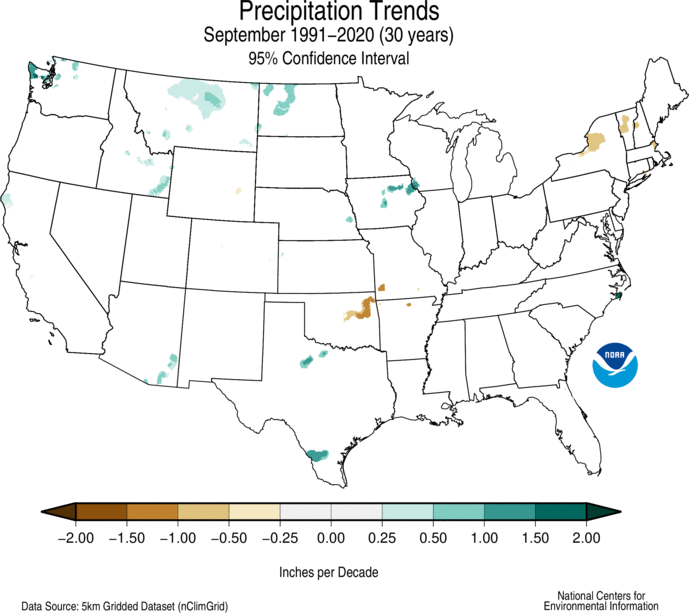 Precipitation Trends
September 1991–2020 (30 years)
95% Confidence Interval
NOAA
−2.00 −1.50 −1.00 −0.50 −0.25 0.00 0.25 0.50 1.00 1.50 2.00
Inches per Decade
National Centers for
Data Source: 5km Gridded Dataset (nClimGrid) Environmental Information